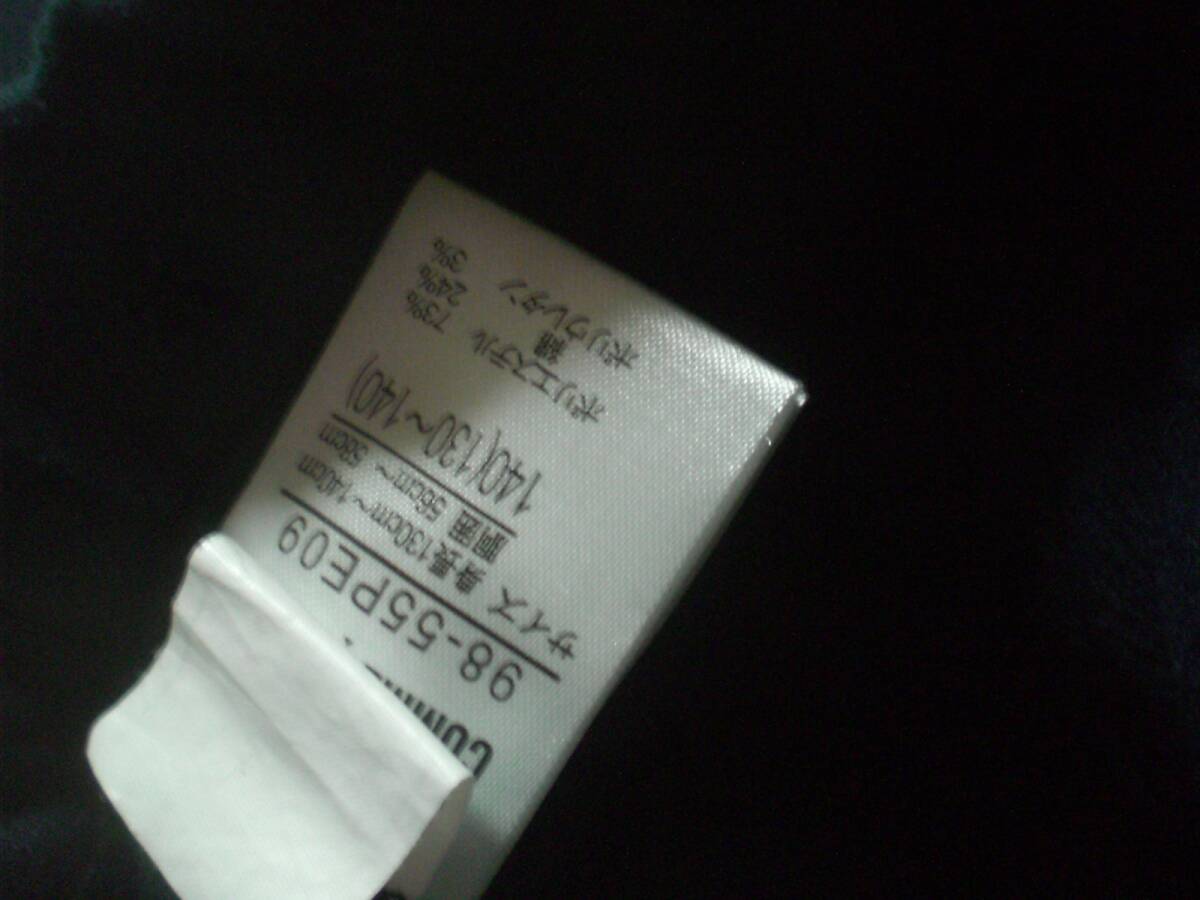 98-55PE09
サイズ 身長130cm~140cm
胴囲 56cm~ 58cm
140(130~140)
ポリエステル 73%
綿 24%
ポリウレタン 3%